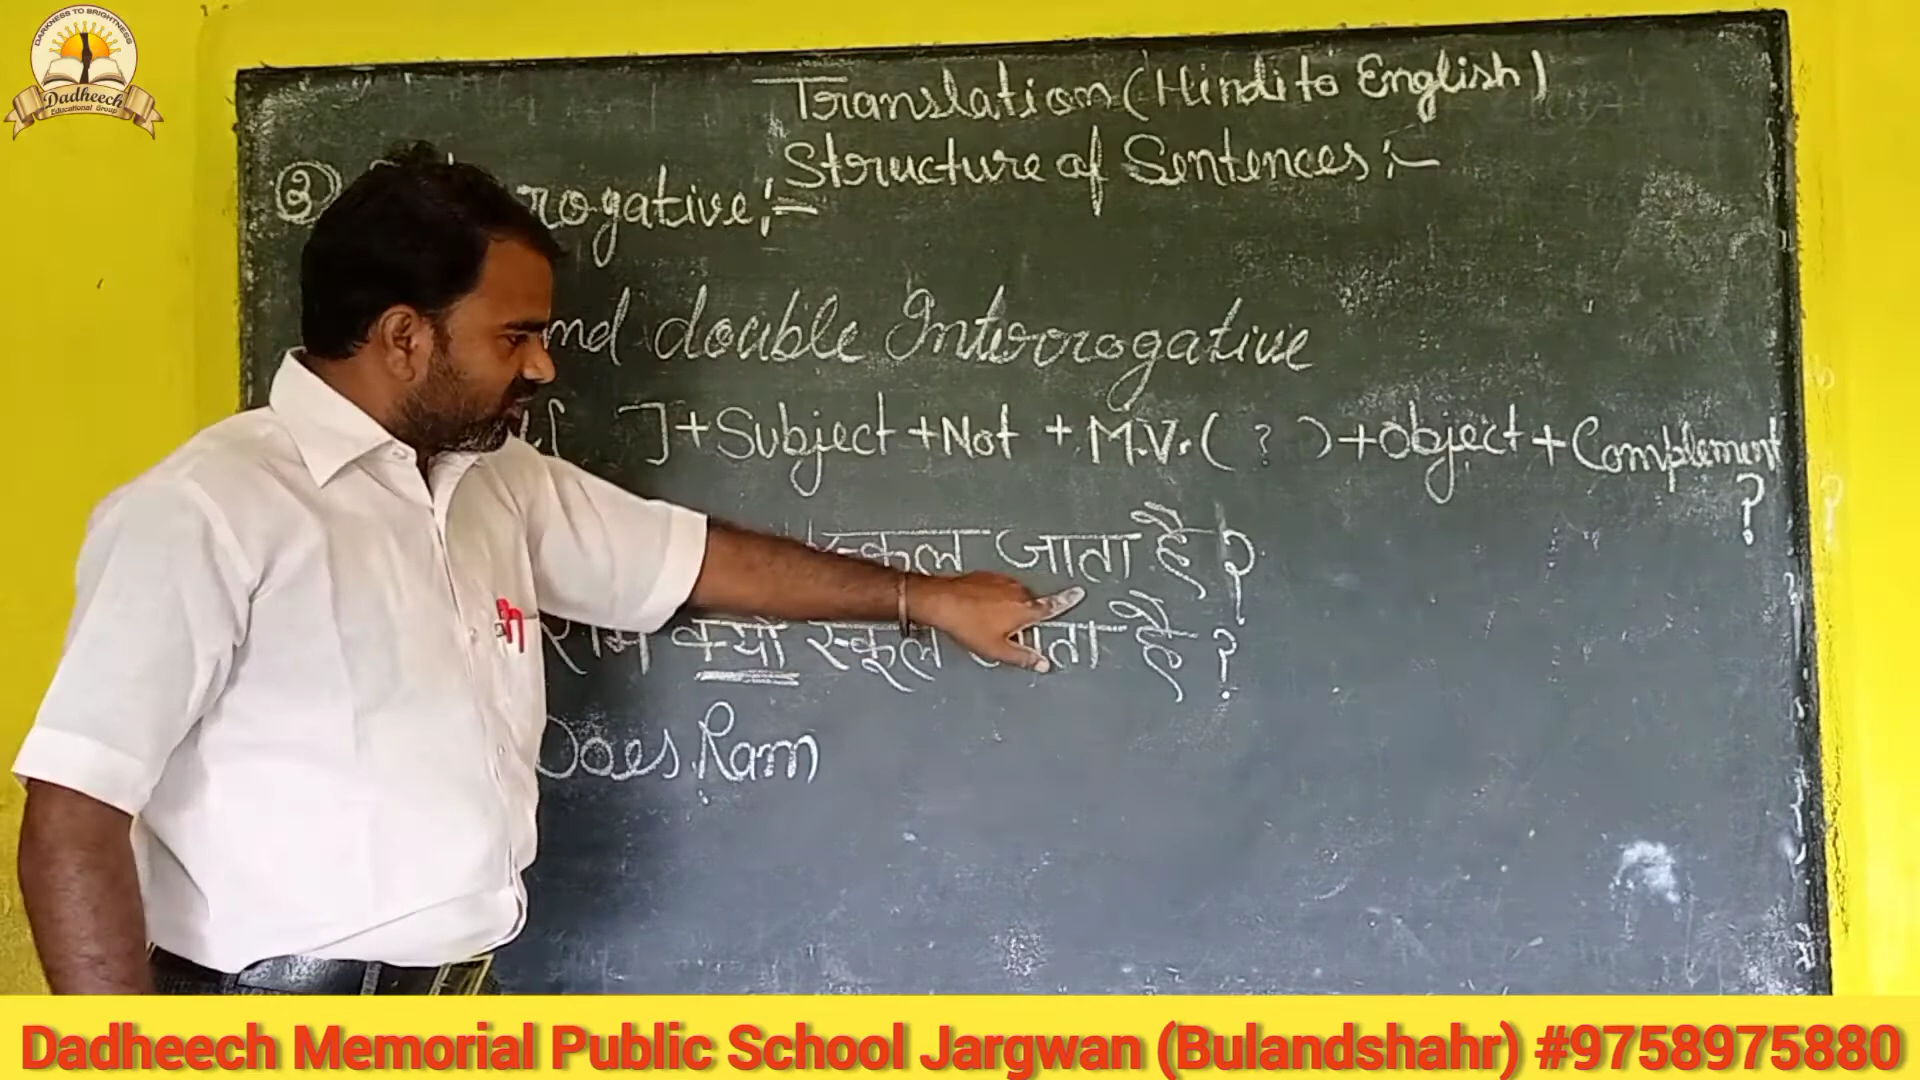 DARKNESS TO BRIGHTNESS
Dadheech
Educational Group
Translation (Hindi to English)
Structure of Sentences :-
③ rogative :-
nd double Interrogative
[ ] + Subject + Not + M.V. ( ? ) + Object + Complement ?
स्कूल जाता है ?
राम क्यों स्कूल जाता है ?
Does Ram
Dadheech Memorial Public School Jargwan (Bulandshahr) #9758975880